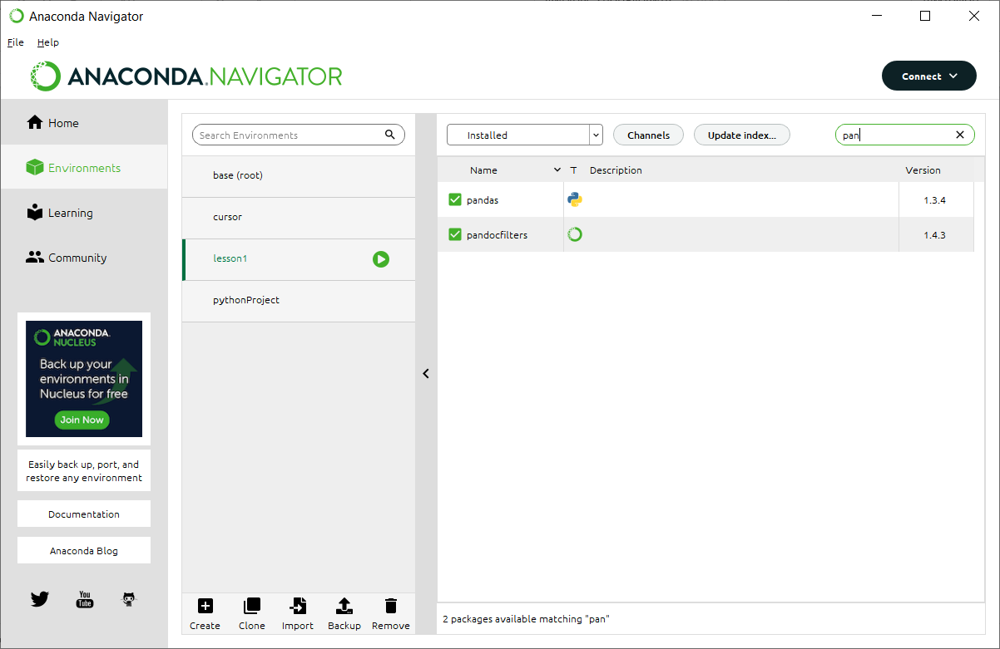 Anaconda Navigator
File Help
ANACONDA.NAVIGATOR
Connect
Home
Environments
Learning
Community
ANACONDA.
NUCLEUS
Back up your
environments in
Nucleus for free
Join Now
Easily back up, port, and
restore any environment
Documentation
Anaconda Blog
You
Tube
Search Environments
base (root)
cursor
lesson1
pythonProject
Create Clone Import Backup Remove
Installed Channels Update index... pan
Name T Description Version
pandas 1.3.4
pandocfilters 1.4.3
2 packages available matching "pan"